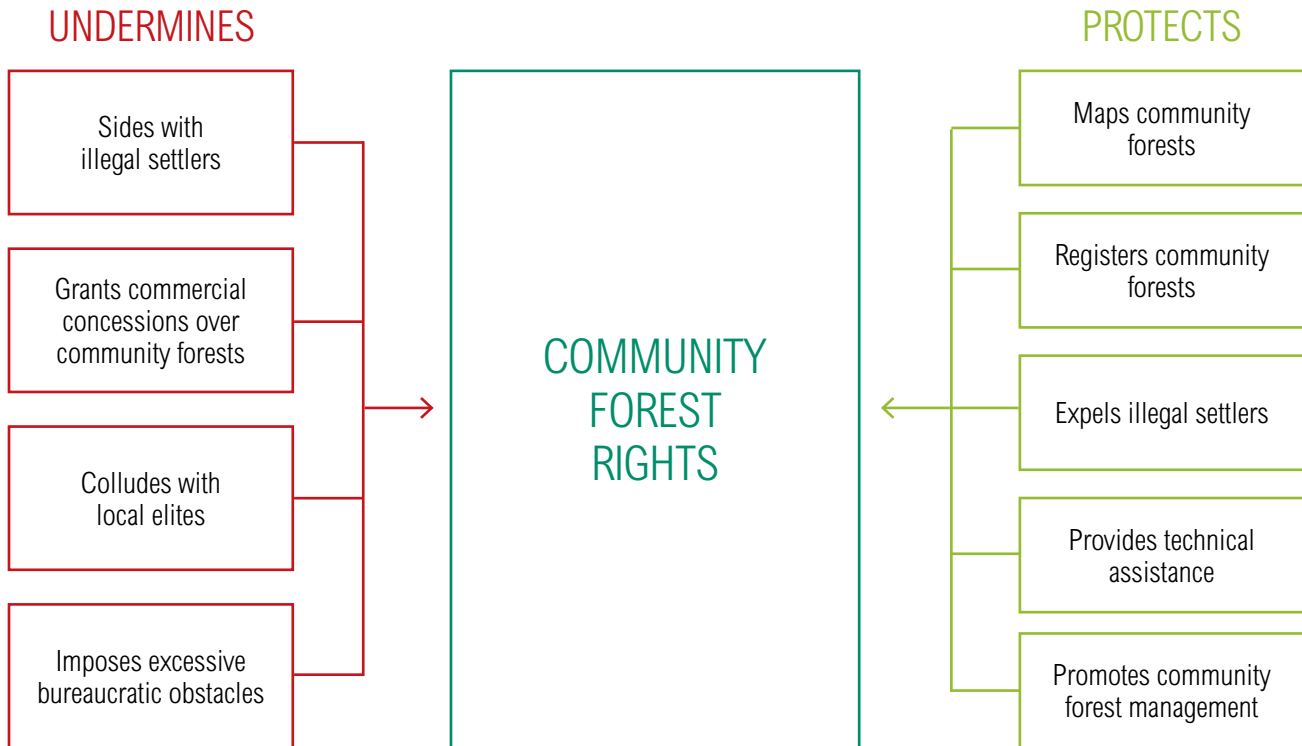 UNDERMINES
Sides with
illegal settlers
Grants commercial
concessions over
community forests
Colludes with
local elites
Imposes excessive
bureaucratic obstacles
COMMUNITY
FOREST
RIGHTS
PROTECTS
Maps community
forests
Registers community
forests
Expels illegal settlers
Provides technical
assistance
Promotes community
forest management